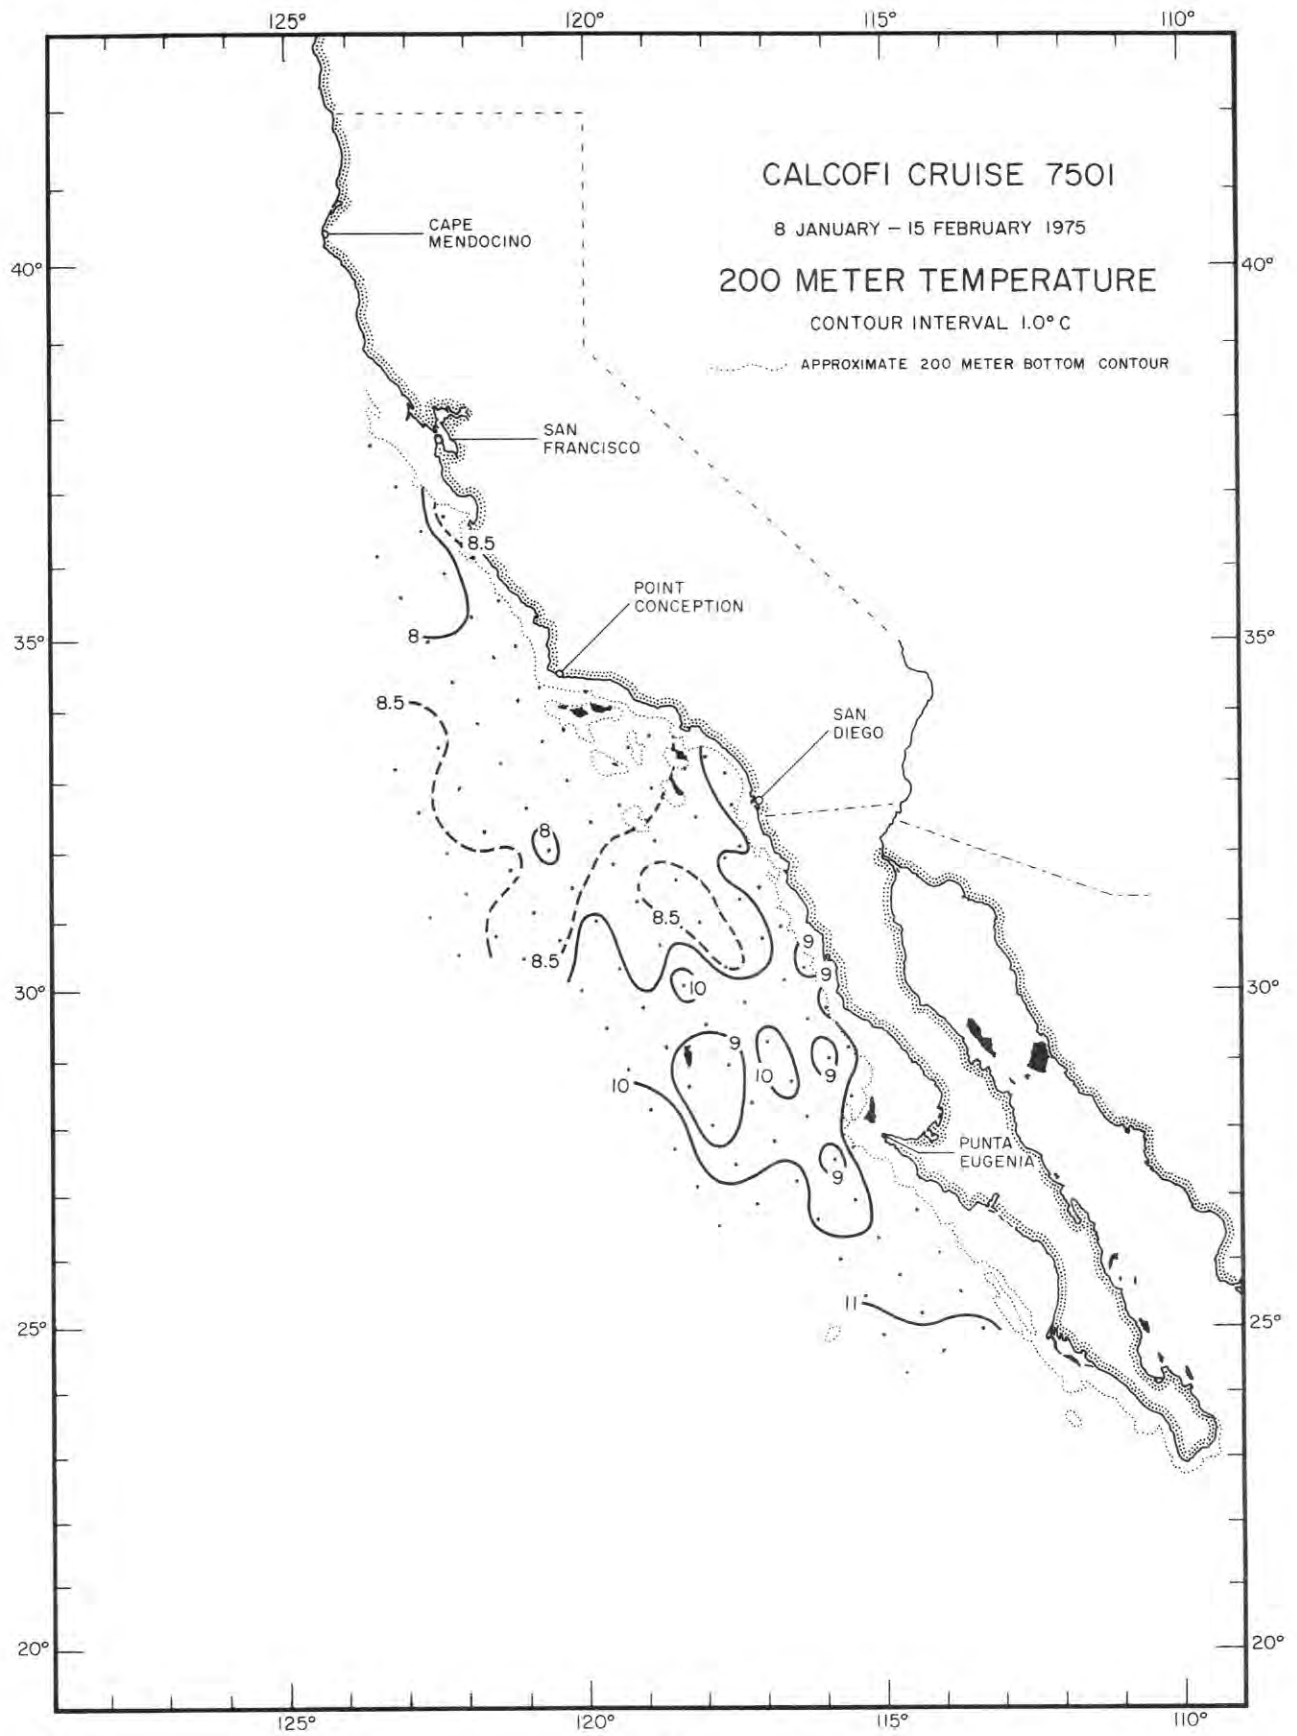 125° 120° 115° 110°
CALCOFI CRUISE 7501
8 JANUARY – 15 FEBRUARY 1975
CAPE
MENDOCINO
40° 40°
200 METER TEMPERATURE
CONTOUR INTERVAL 1.0° C
APPROXIMATE 200 METER BOTTOM CONTOUR
SAN
FRANCISCO
8.5
POINT
CONCEPTION
8
35° 35°
8.5
SAN
DIEGO
8
8.5
9
8.5
9
10
30° 30°
9
10
9
10
PUNTA
EUGENIA
9
11
25° 25°
20° 20°
125° 120° 115° 110°